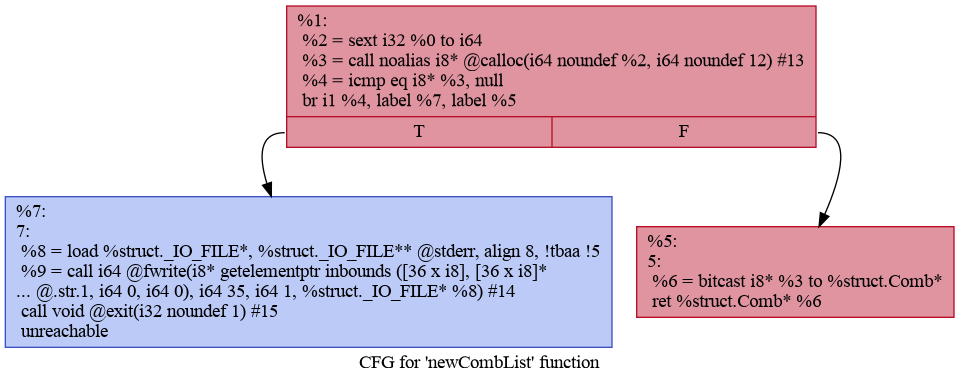 %1:
%2 = sext i32 %0 to i64
%3 = call noalias i8* @calloc(i64 noundef %2, i64 noundef 12) #13
%4 = icmp eq i8* %3, null
br i1 %4, label %7, label %5
T F
%7:
7:
%8 = load %struct._IO_FILE*, %struct._IO_FILE** @stderr, align 8, !tbaa !5
%9 = call i64 @fwrite(i8* getelementptr inbounds ([36 x i8], [36 x i8]*
... @.str.1, i64 0, i64 0), i64 35, i64 1, %struct._IO_FILE* %8) #14
call void @exit(i32 noundef 1) #15
unreachable
%5:
5:
%6 = bitcast i8* %3 to %struct.Comb*
ret %struct.Comb* %6
CFG for 'newCombList' function